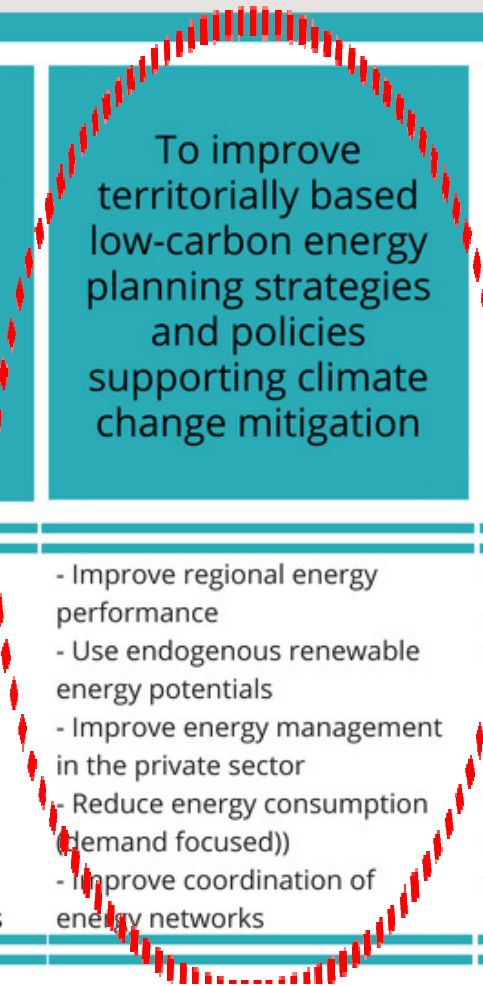 To improve
territorially based
low-carbon energy
planning strategies
and policies
supporting climate
change mitigation
- Improve regional energy
performance
- Use endogenous renewable
energy potentials
- Improve energy management
in the private sector
- Reduce energy consumption
(demand focused))
- Improve coordination of
s energy networks